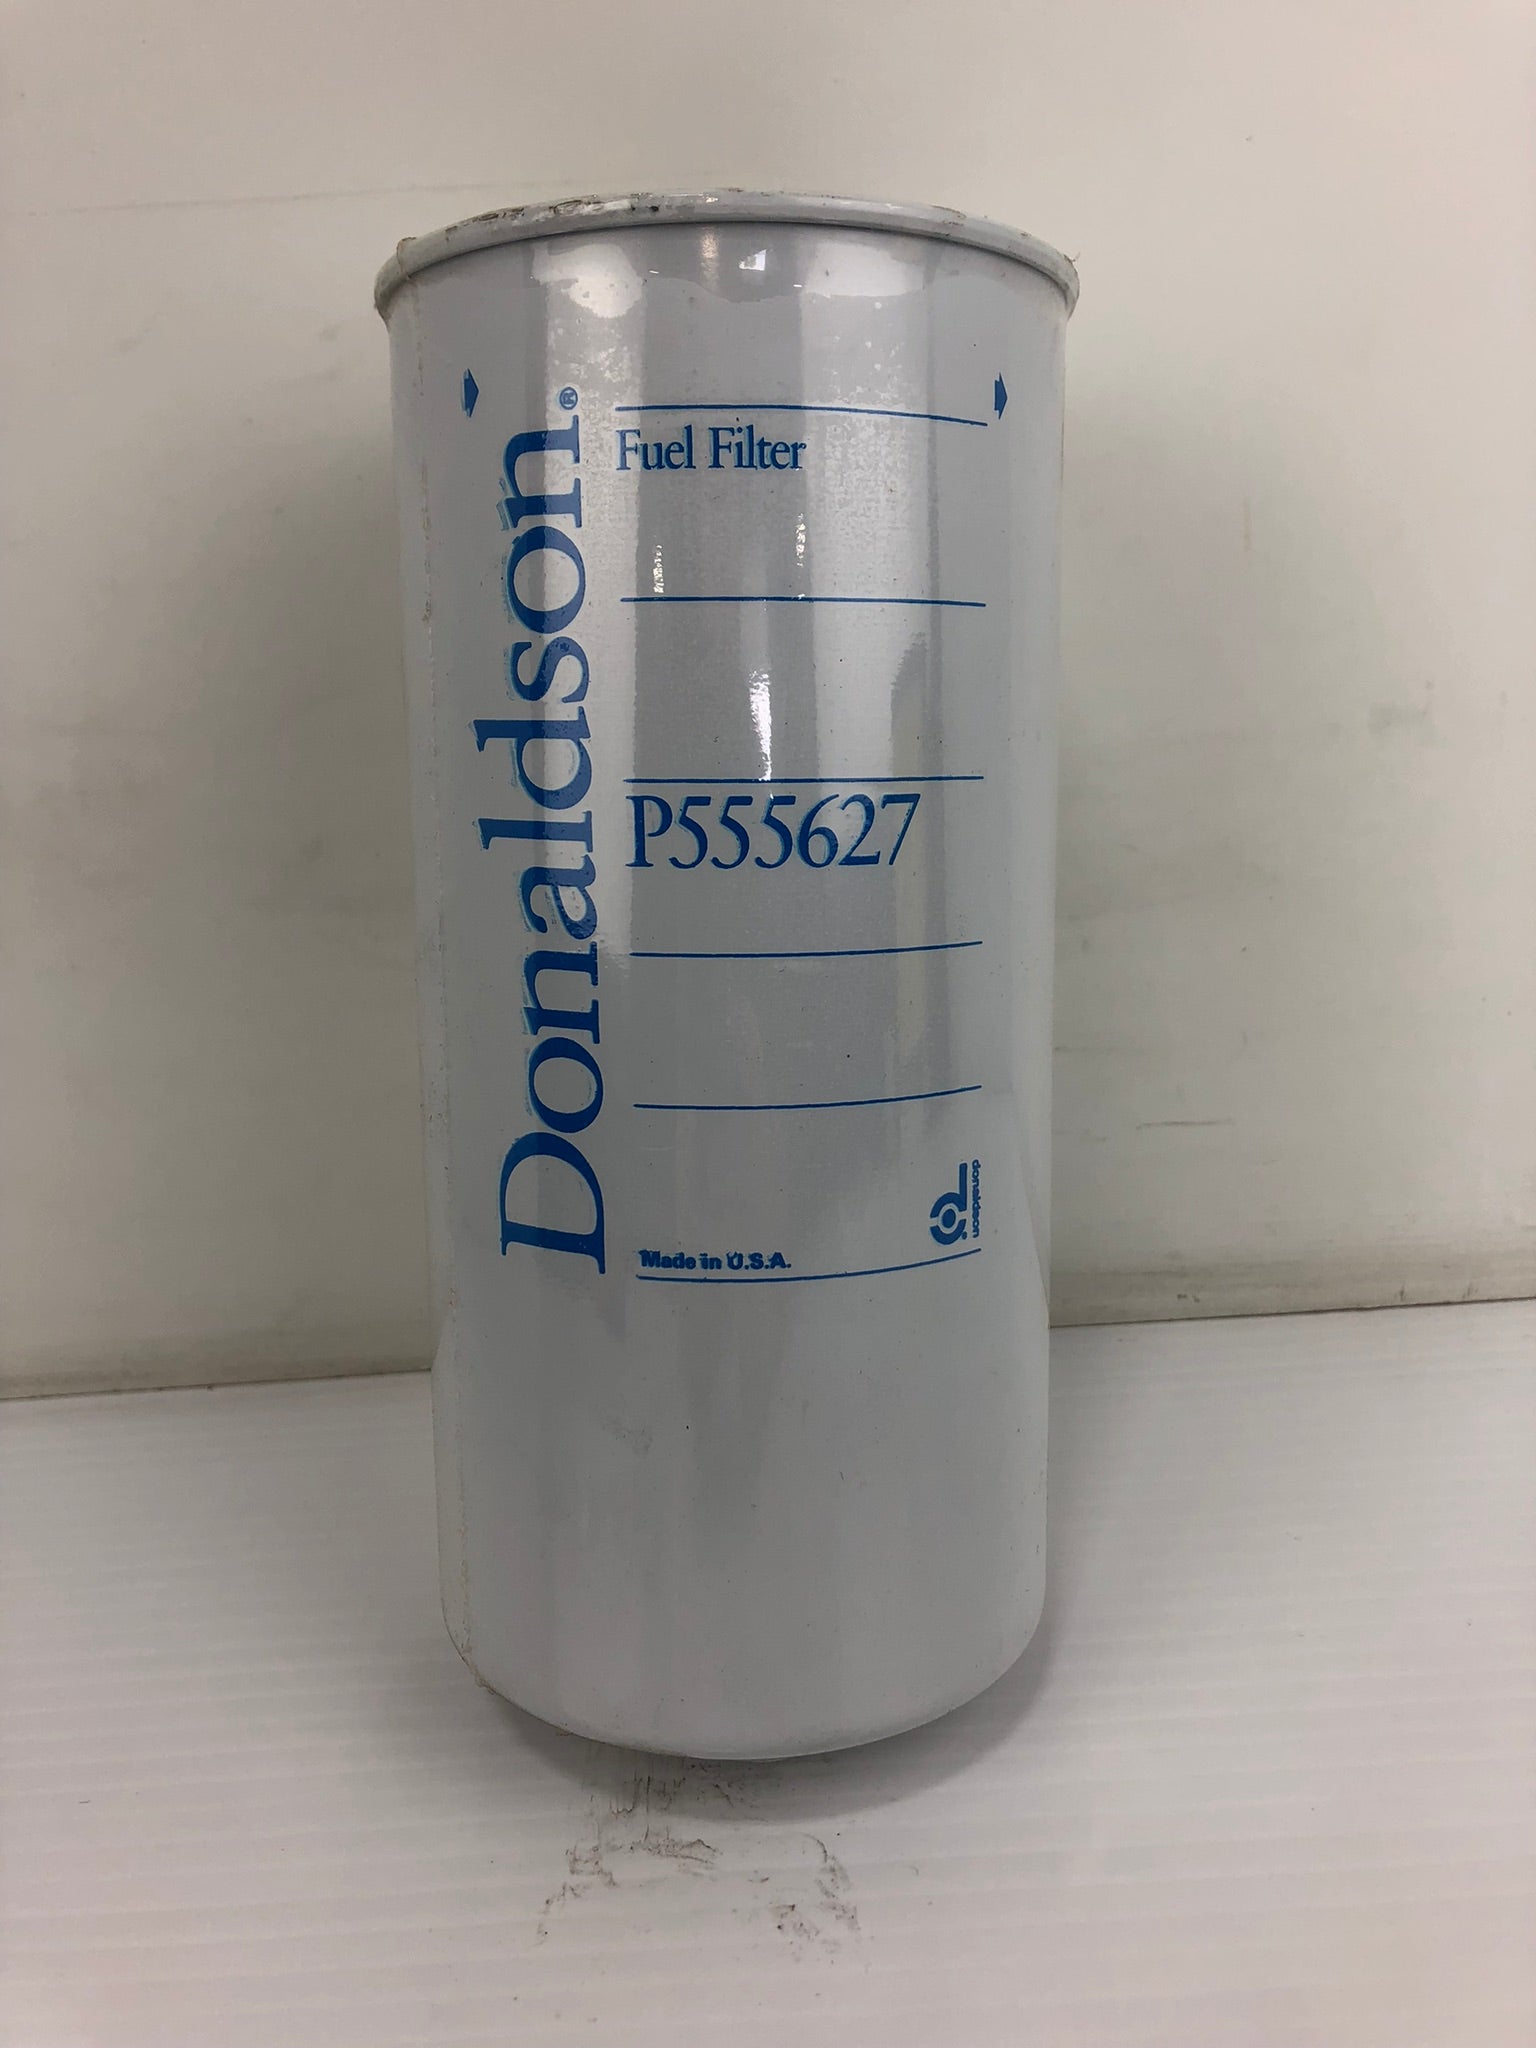 Donaldson®
Fuel Filter
P555627
Made in U.S.A.
donaldson